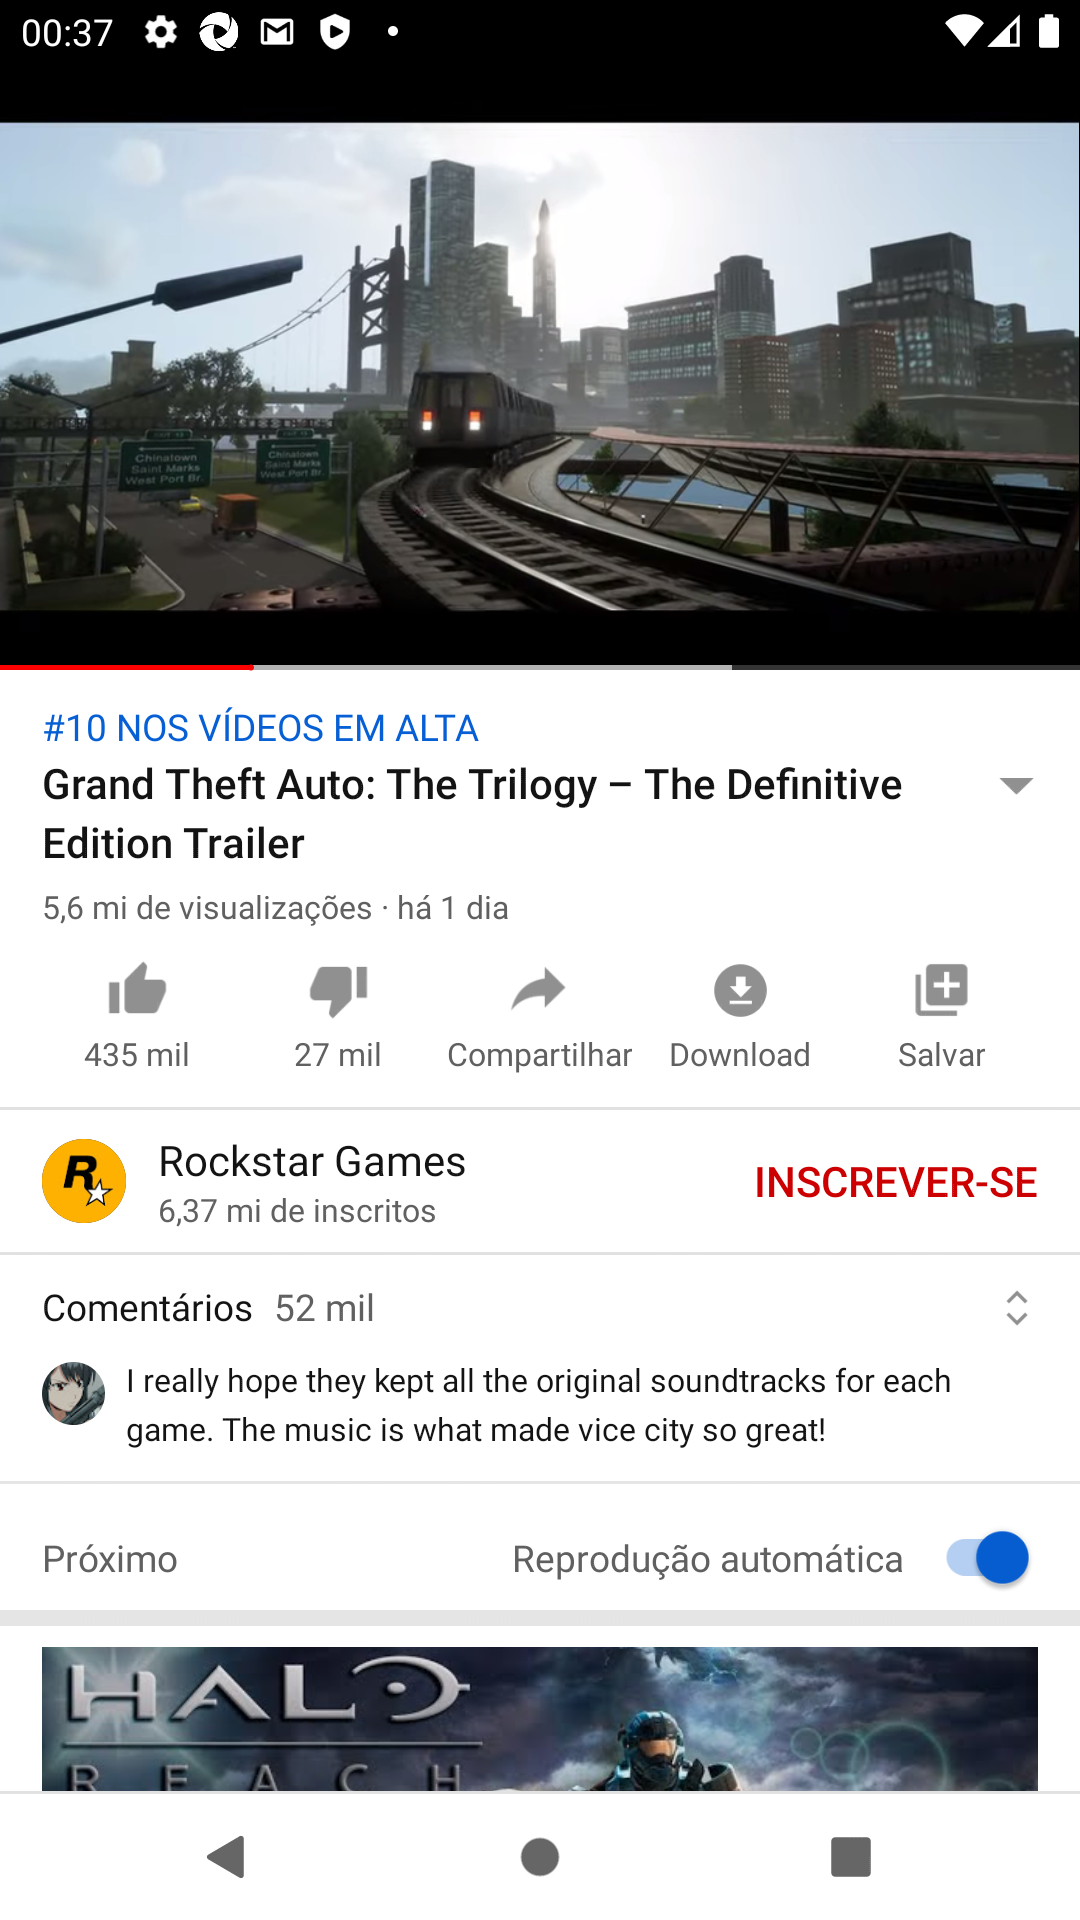 00:37
Chinatown
Saint Marks
West Port Br.
Chinatown
Saint Marks
West Port Br.
#10 NOS VÍDEOS EM ALTA
Grand Theft Auto: The Trilogy – The Definitive
Edition Trailer
5,6 mi de visualizações · há 1 dia
435 mil
27 mil
Compartilhar
Download
Salvar
R
Rockstar Games
6,37 mi de inscritos
INSCREVER-SE
Comentários 52 mil
I really hope they kept all the original soundtracks for each
game. The music is what made vice city so great!
Próximo
Reprodução automática
HALO
REACH